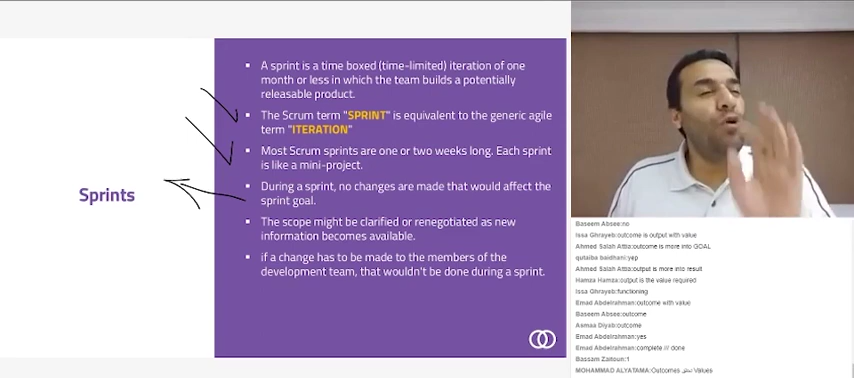 Sprints
▪ A sprint is a time boxed (time-limited) iteration of one
month or less in which the team builds a potentially
releasable product.
▪ The Scrum term "SPRINT" is equivalent to the generic agile
term "ITERATION"
▪ Most Scrum sprints are one or two weeks long. Each sprint
is like a mini-project.
▪ During a sprint, no changes are made that would affect the
sprint goal.
▪ The scope might be clarified or renegotiated as new
information becomes available.
▪ if a change has to be made to the members of the
development team, that wouldn't be done during a sprint.
Baseem Absee:no
Issa Ghrayeb:outcome is output with value
Ahmed Salah Attia:outcome is more into GOAL
qutaiba baidhani:yep
Ahmed Salah Attia:output is more into result
Hamza Hamza:output is the value required
Issa Ghrayeb:functioning
Emad Abdelrahman:outcome with value
Baseem Absee:outcome
Asmaa Diyab:outcome
Emad Abdelrahman:yes
Emad Abdelrahman:complete /// done
Bassam Zaitoun:1
MOHAMMAD ALYATAMA:Outcomes تحقق Values